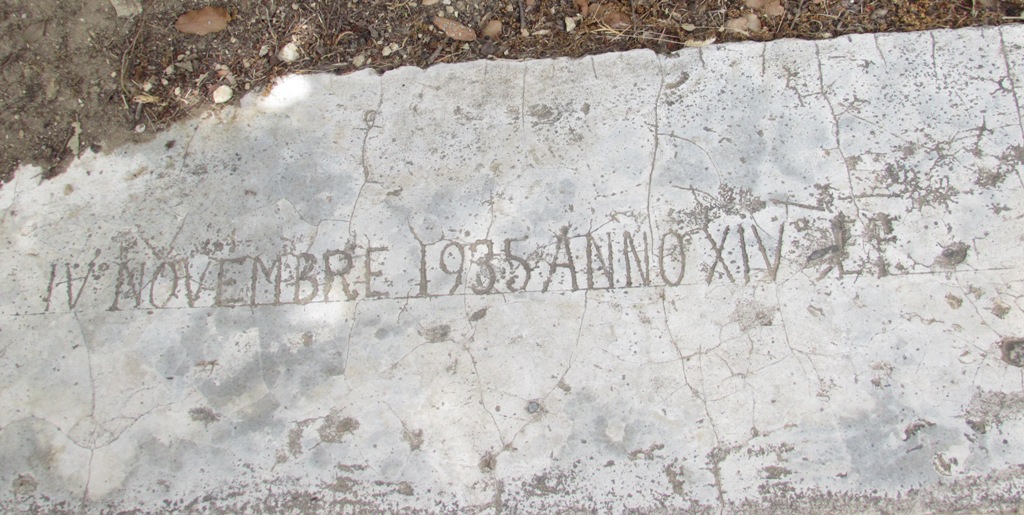 IV NOVEMBRE 1935 ANNO XIV